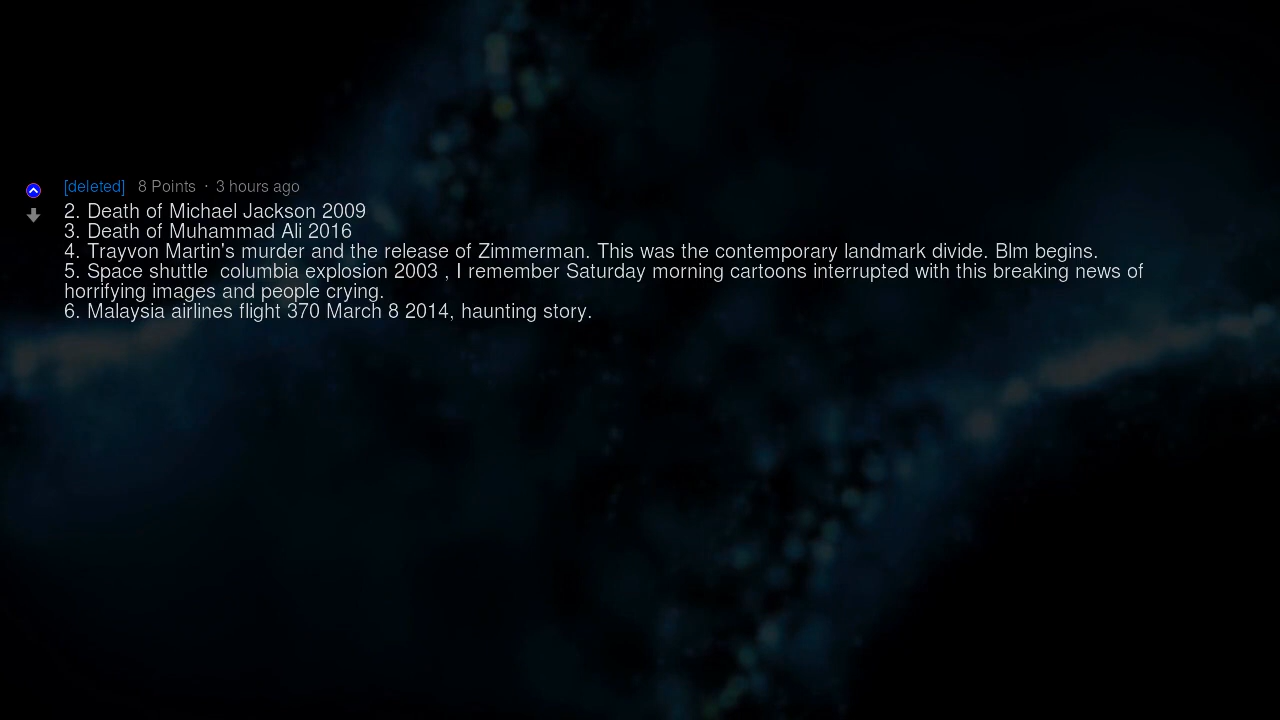 [deleted] 8 Points · 3 hours ago
2. Death of Michael Jackson 2009
3. Death of Muhammad Ali 2016
4. Trayvon Martin's murder and the release of Zimmerman. This was the contemporary landmark divide. Blm begins.
5. Space shuttle  columbia explosion 2003 , I remember Saturday morning cartoons interrupted with this breaking news of
horrifying images and people crying.
6. Malaysia airlines flight 370 March 8 2014, haunting story.